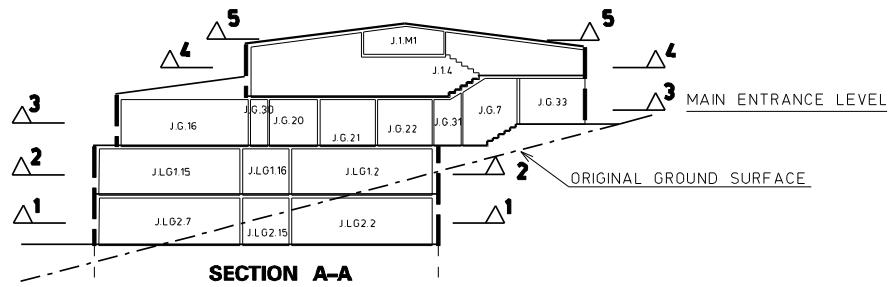 5 5
4 J.1.M1 4
J.1.4
3 J.G.30 J.G.7 J.G.33 3 MAIN ENTRANCE LEVEL
J.G.16 J.G.20 J.G.21 J.G.22 J.G.31
2 J.LG1.15 J.LG1.16 J.LG1.2 2
ORIGINAL GROUND SURFACE
1 J.LG2.7 J.LG2.15 J.LG2.2 1
SECTION A–A